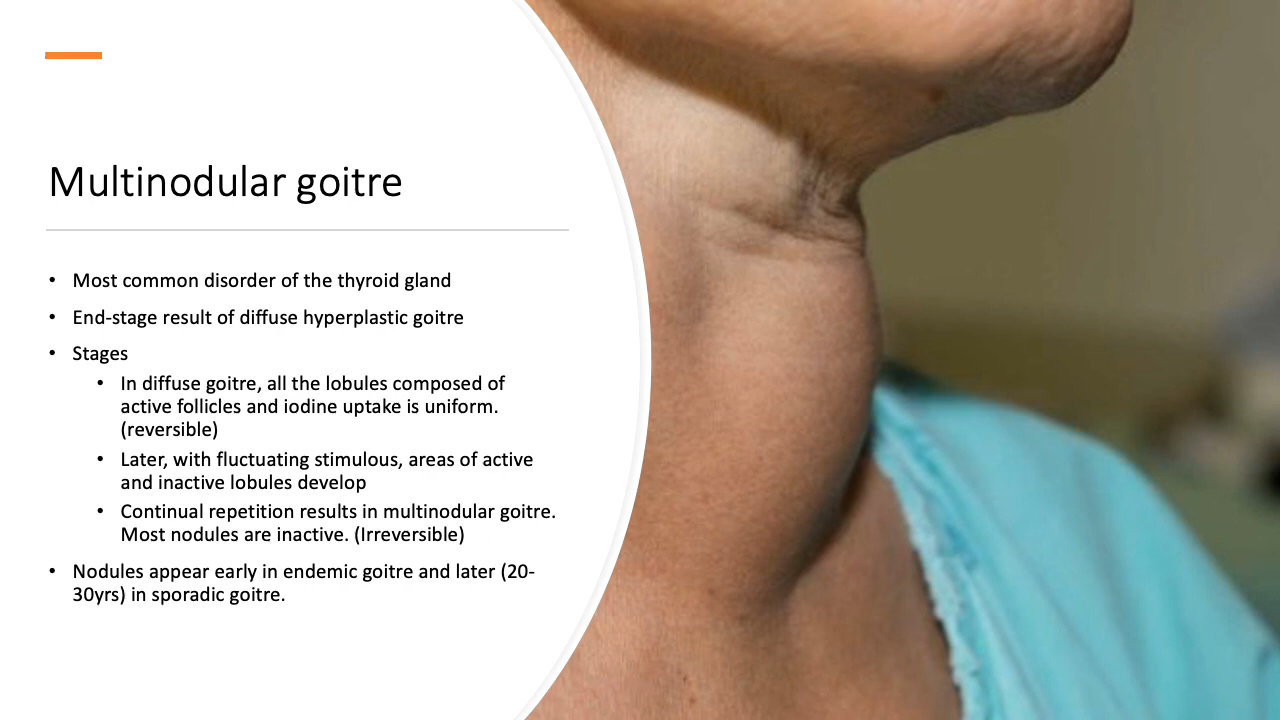 Multinodular goitre
• Most common disorder of the thyroid gland
• End-stage result of diffuse hyperplastic goitre
• Stages
• In diffuse goitre, all the lobules composed of
active follicles and iodine uptake is uniform.
(reversible)
• Later, with fluctuating stimulous, areas of active
and inactive lobules develop
• Continual repetition results in multinodular goitre.
Most nodules are inactive. (Irreversible)
• Nodules appear early in endemic goitre and later (20-
30yrs) in sporadic goitre.